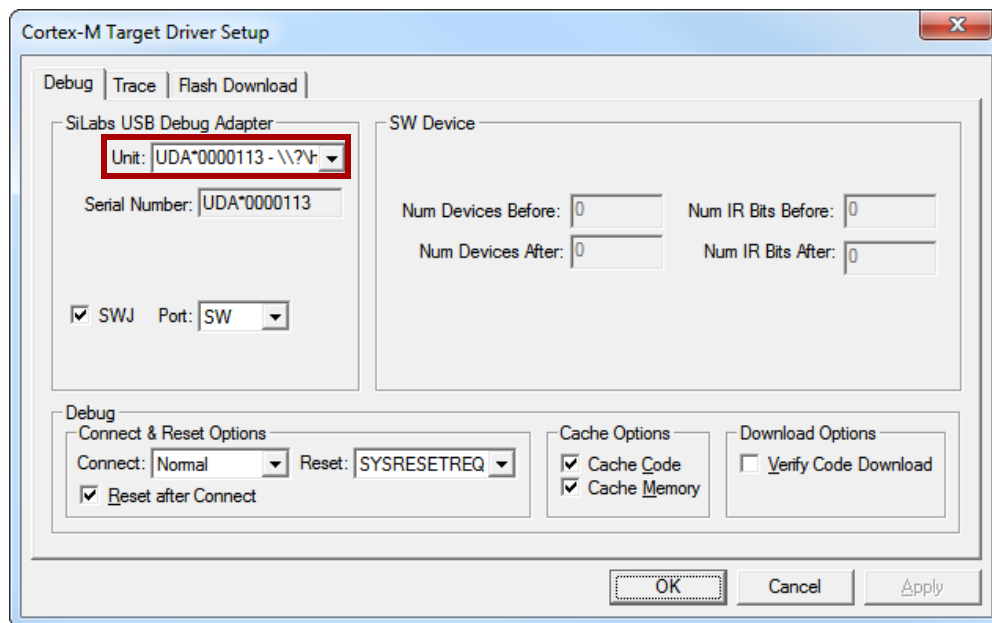 Cortex-M Target Driver Setup
Debug Trace Flash Download
SiLabs USB Debug Adapter
Unit: UDA*0000113 - \\?\H
Serial Number: UDA*0000113
SWJ Port: SW
SW Device
Num Devices Before: 0 Num IR Bits Before: 0
Num Devices After: 0 Num IR Bits After: 0
Debug
Connect & Reset Options
Connect: Normal Reset: SYSRESETREQ
Reset after Connect
Cache Options
Cache Code
Cache Memory
Download Options
Verify Code Download
OK Cancel Apply